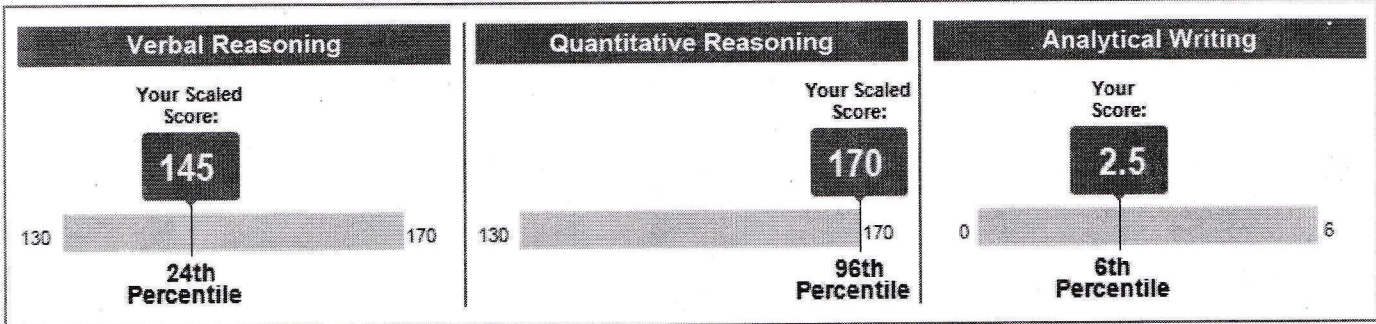 Verbal Reasoning
Your Scaled
Score:
145
130
170
24th
Percentile
Quantitative Reasoning
Your Scaled
Score:
170
130
170
96th
Percentile
Analytical Writing
Your
Score:
2.5
0
6
6th
Percentile